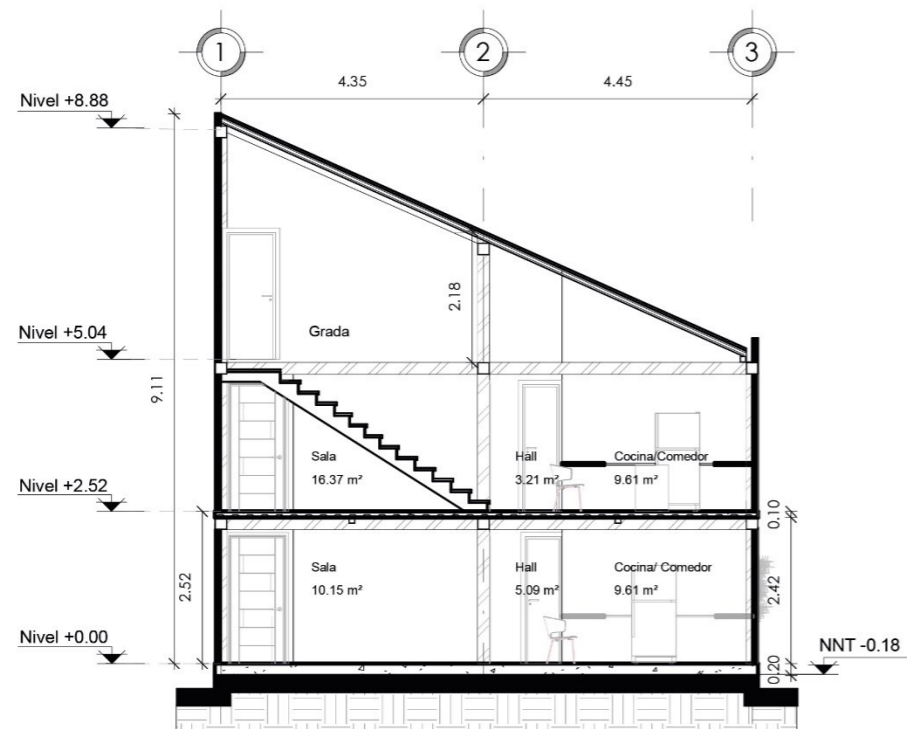 1 2 3
4.35 4.45
Nivel +8.88
2.18
Grada
Nivel +5.04
9.11
Sala Hall Cocina/Comedor
16.37 m² 3.21 m² 9.61 m²
Nivel +2.52
0.10
Sala Hall Cocina/ Comedor
10.15 m² 5.09 m² 9.61 m²
2.52 2.42
Nivel +0.00
NNT -0.18
0.20